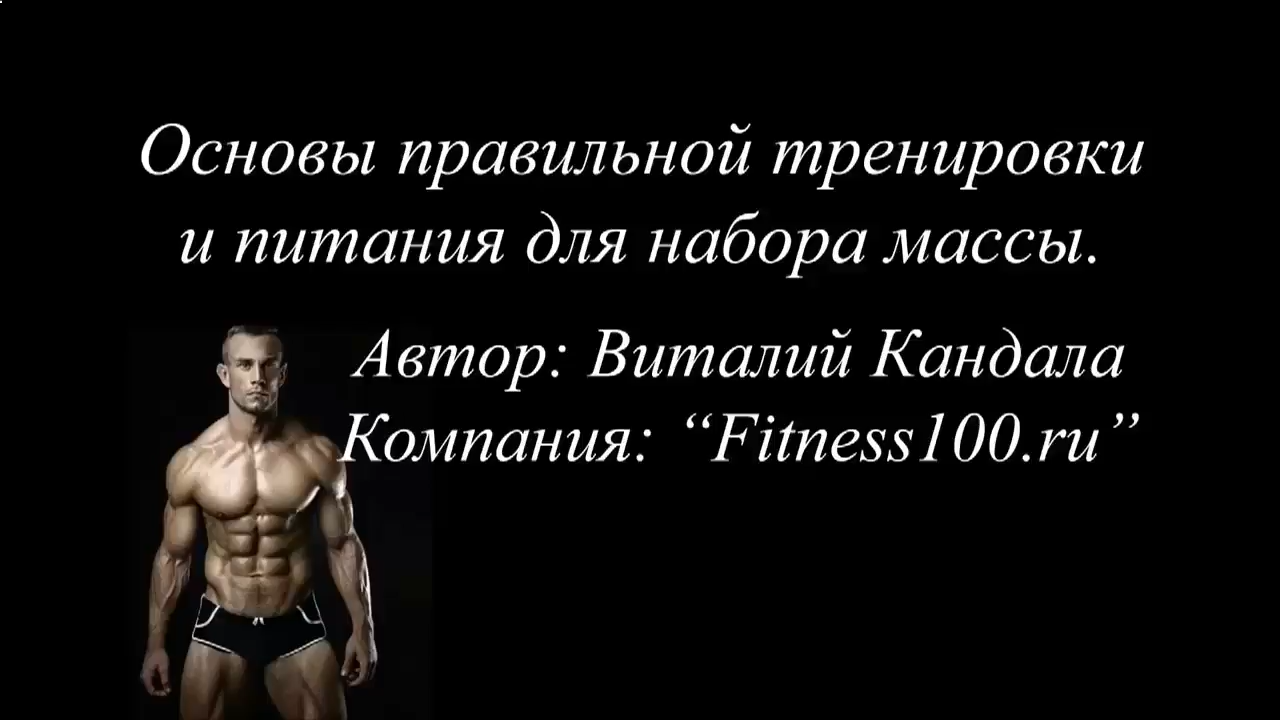 Основы правильной тренировки
и питания для набора массы.
Автор: Виталий Кандала
Компания: “Fitness100.ru”